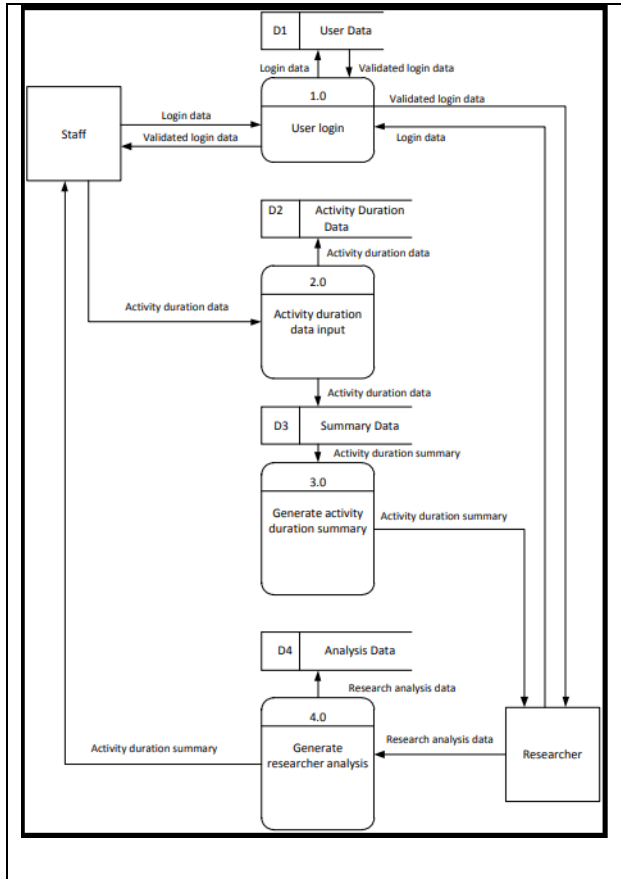 D1 User Data
Login data
Validated login data
1.0
User login
Validated login data
Login data
Login data
Validated login data
Staff
D2 Activity Duration
Data
Activity duration data
2.0
Activity duration
data input
Activity duration data
Activity duration data
D3 Summary Data
Activity duration summary
3.0
Generate activity
duration summary
Activity duration summary
D4 Analysis Data
Research analysis data
4.0
Generate
researcher analysis
Activity duration summary
Research analysis data
Researcher